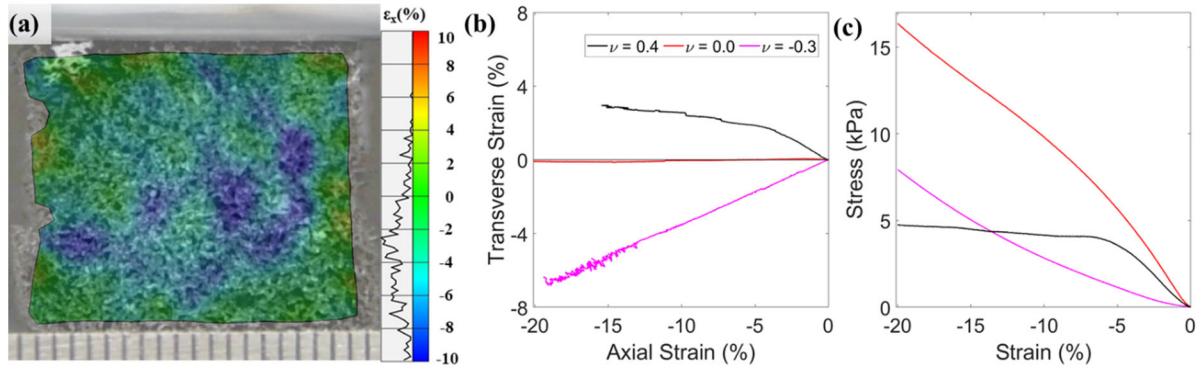 (a)
εx(%)
10
8
6
4
2
0
-2
-4
-6
-8
-10
(b)
8
4
0
-4
-8
Transverse Strain (%)
ν = 0.4 ν = 0.0 ν = -0.3
-20 -15 -10 -5 0
Axial Strain (%)
(c)
15
10
5
0
Stress (kPa)
-20 -15 -10 -5 0
Strain (%)